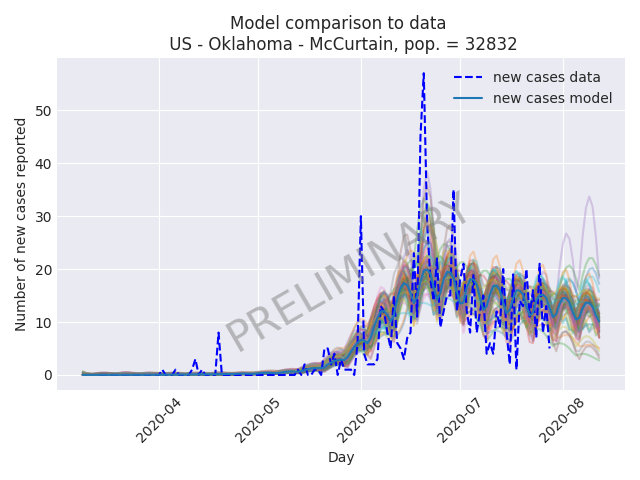 Model comparison to data
US - Oklahoma - McCurtain, pop. = 32832
new cases data
new cases model
PRELIMINARY
Number of new cases reported
50
40
30
20
10
0
2020-04
2020-05
2020-06
2020-07
2020-08
Day